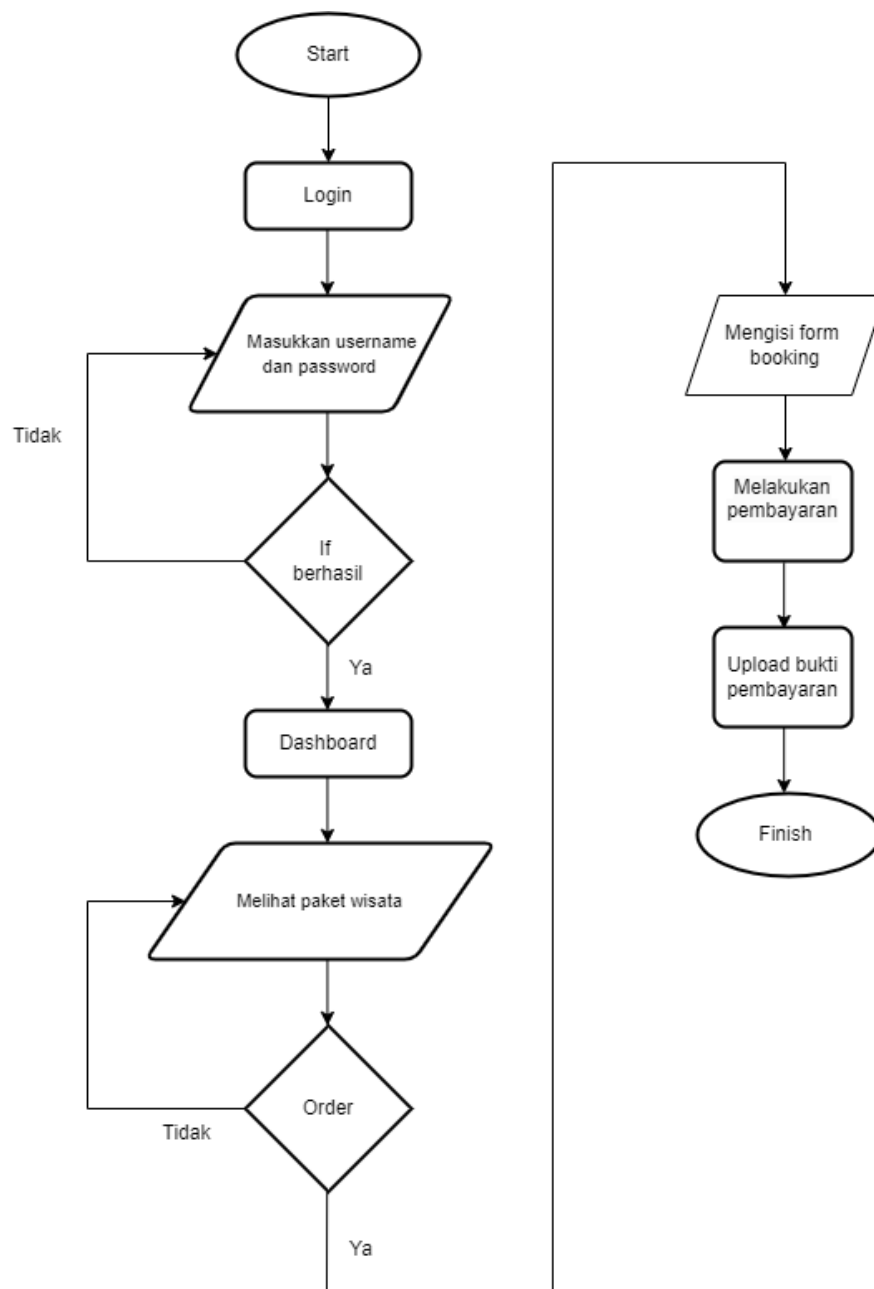 Start
Login
Masukkan username
dan password
Tidak
If
berhasil
Ya
Dashboard
Melihat paket wisata
Order
Tidak
Ya
Mengisi form
booking
Melakukan
pembayaran
Upload bukti
pembayaran
Finish